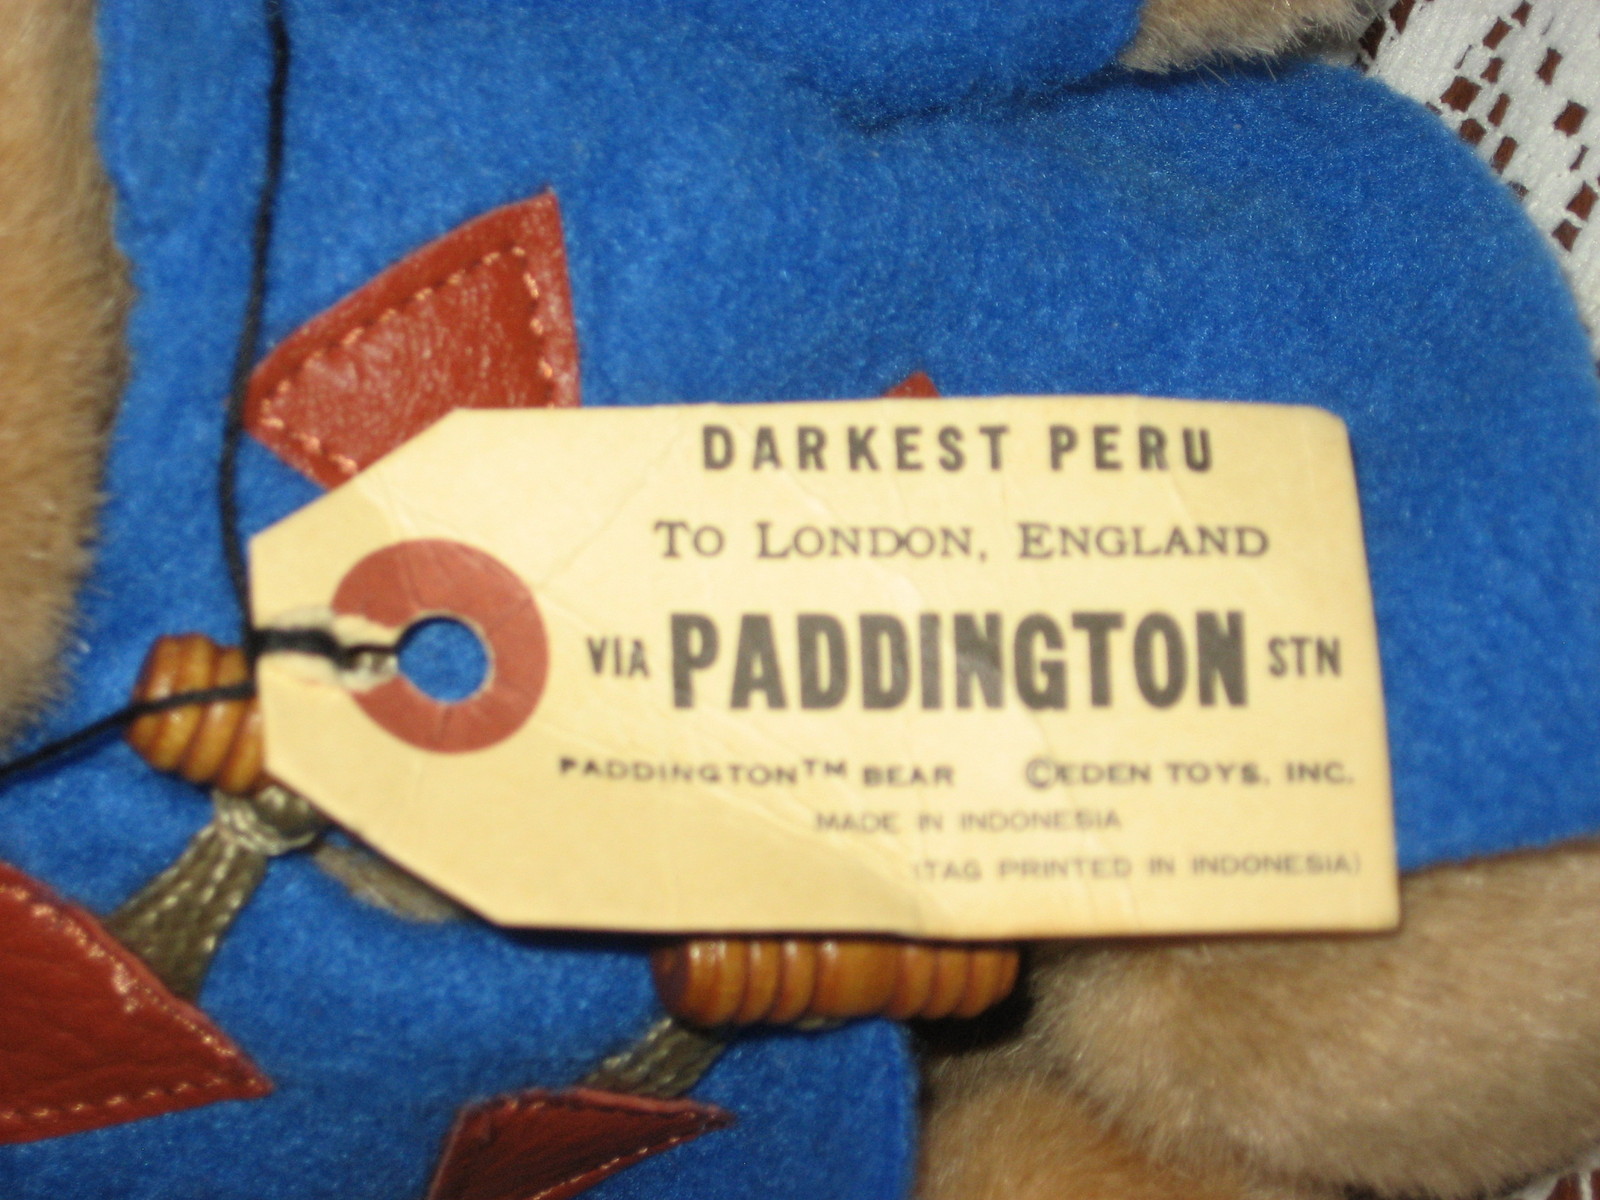 DARKEST PERU
TO LONDON, ENGLAND
VIA PADDINGTON STN
PADDINGTON™ BEAR ©EDEN TOYS, INC.
MADE IN INDONESIA
(TAG PRINTED IN INDONESIA)